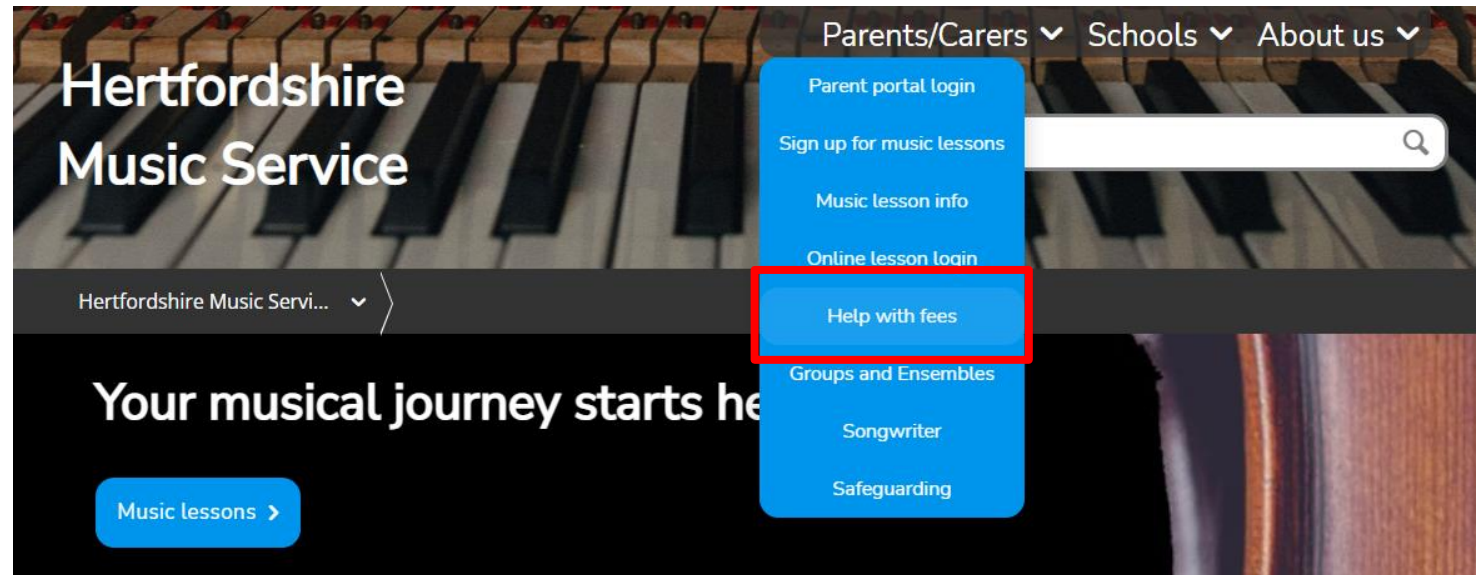 Parents/Carers Schools About us
Hertfordshire
Music Service
Parent portal login
Sign up for music lessons
Music lesson info
Online lesson login
Help with fees
Groups and Ensembles
Songwriter
Safeguarding
Hertfordshire Music Servi...
Your musical journey starts he
Music lessons